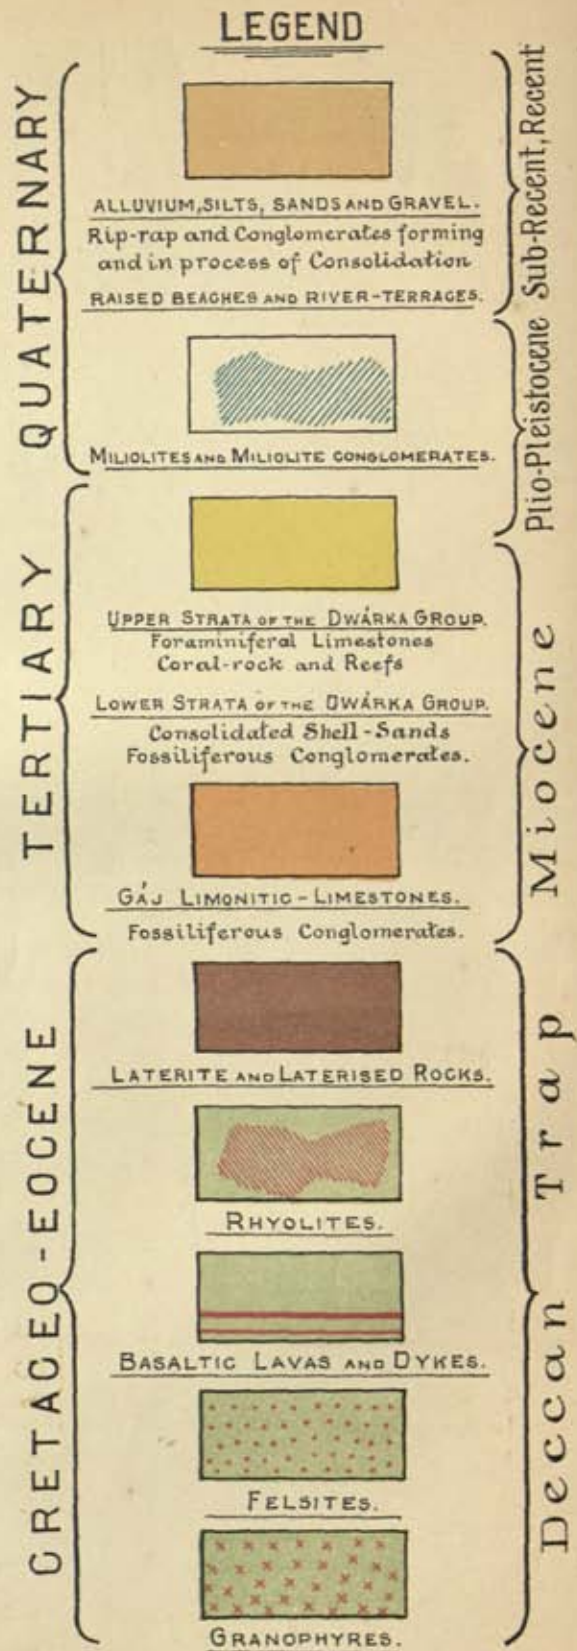 LEGEND
QUATERNARY
Sub-Recent, Recent
ALLUVIUM, SILTS, SANDS AND GRAVEL.
Rip-rap and Conglomerates forming
and in process of Consolidation
RAISED BEACHES AND RIVER-TERRACES.
Plio-Pleistocene
MILIOLITES AND MILIOLITE CONGLOMERATES.
TERTIARY
Miocene
UPPER STRATA OF THE DWÁRKA GROUP.
Foraminiferal Limestones
Coral-rock and Reefs
LOWER STRATA OF THE DWÁRKA GROUP.
Consolidated Shell-Sands
Fossiliferous Conglomerates.
GÁJ LIMONITIC-LIMESTONES.
Fossiliferous Conglomerates.
CRETACEO-EOCENE
Deccan Trap
LATERITE AND LATERISED ROCKS.
RHYOLITES.
BASALTIC LAVAS AND DYKES.
FELSITES.
GRANOPHYRES.